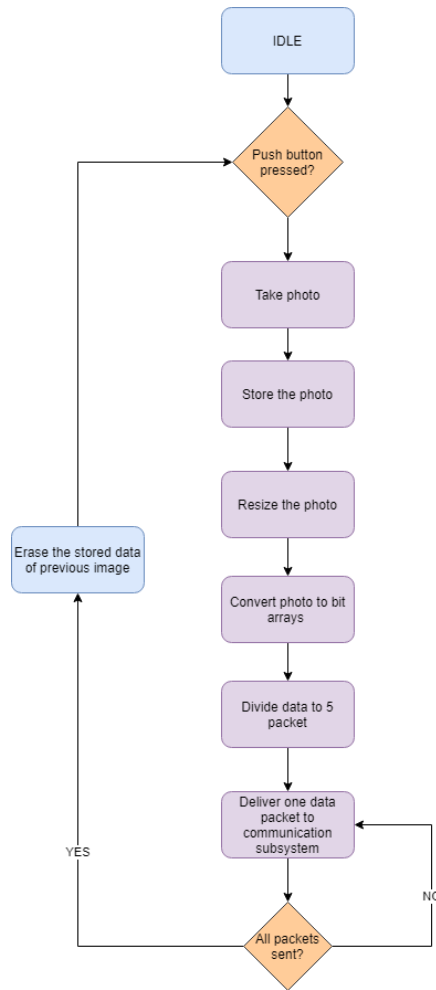 IDLE
Push button
pressed?
Take photo
Store the photo
Resize the photo
Erase the stored data
of previous image
Convert photo to bit
arrays
Divide data to 5
packet
Deliver one data
packet to
communication
subsystem
YES
NO
All packets
sent?